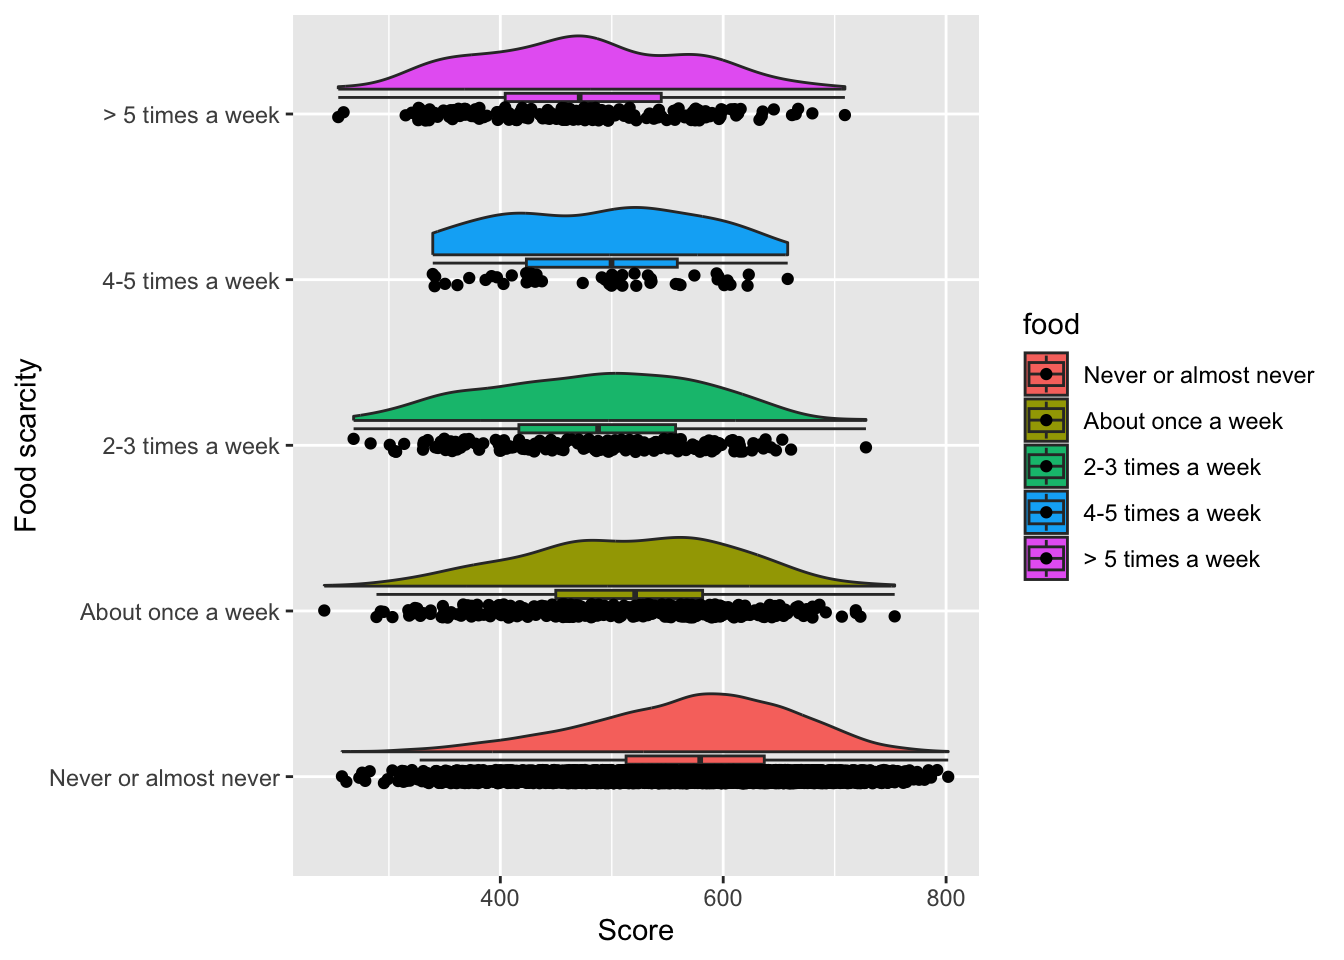 Food scarcity
> 5 times a week
4-5 times a week
2-3 times a week
About once a week
Never or almost never
400
600
800
Score
food
Never or almost never
About once a week
2-3 times a week
4-5 times a week
> 5 times a week